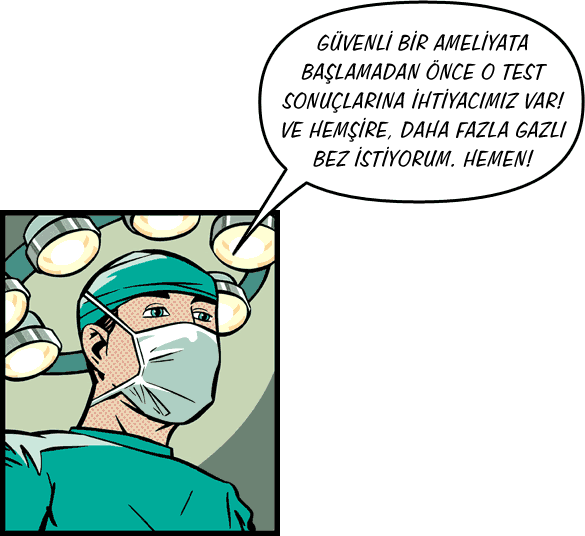 GÜVENLİ BİR AMELİYATA
BAŞLAMADAN ÖNCE O TEST
SONUÇLARINA İHTİYACIMIZ VAR!
VE HEMŞİRE, DAHA FAZLA GAZLI
BEZ İSTİYORUM. HEMEN!